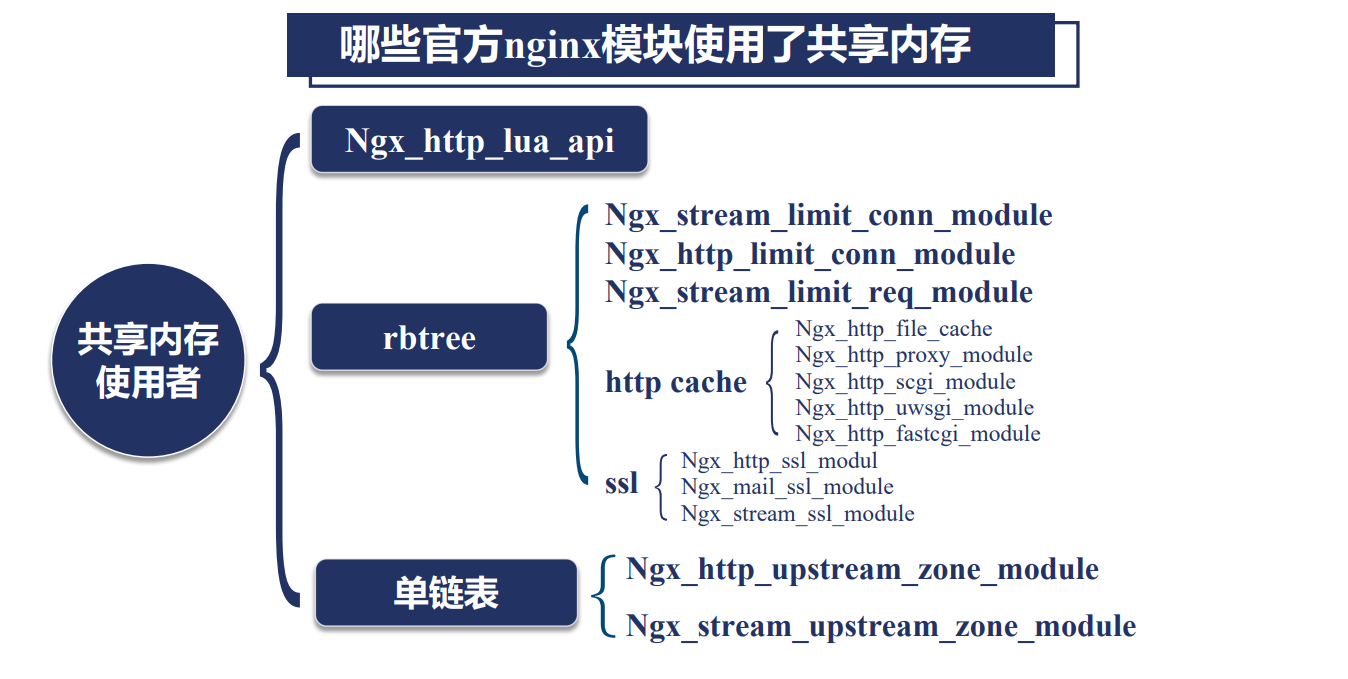 哪些官方nginx模块使用了共享内存
Ngx_http_lua_api
共享内存
使用者
rbtree
Ngx_stream_limit_conn_module
Ngx_http_limit_conn_module
Ngx_stream_limit_req_module
http cache
Ngx_http_file_cache
Ngx_http_proxy_module
Ngx_http_scgi_module
Ngx_http_uwsgi_module
Ngx_http_fastcgi_module
ssl
Ngx_http_ssl_modul
Ngx_mail_ssl_module
Ngx_stream_ssl_module
单链表
Ngx_http_upstream_zone_module
Ngx_stream_upstream_zone_module